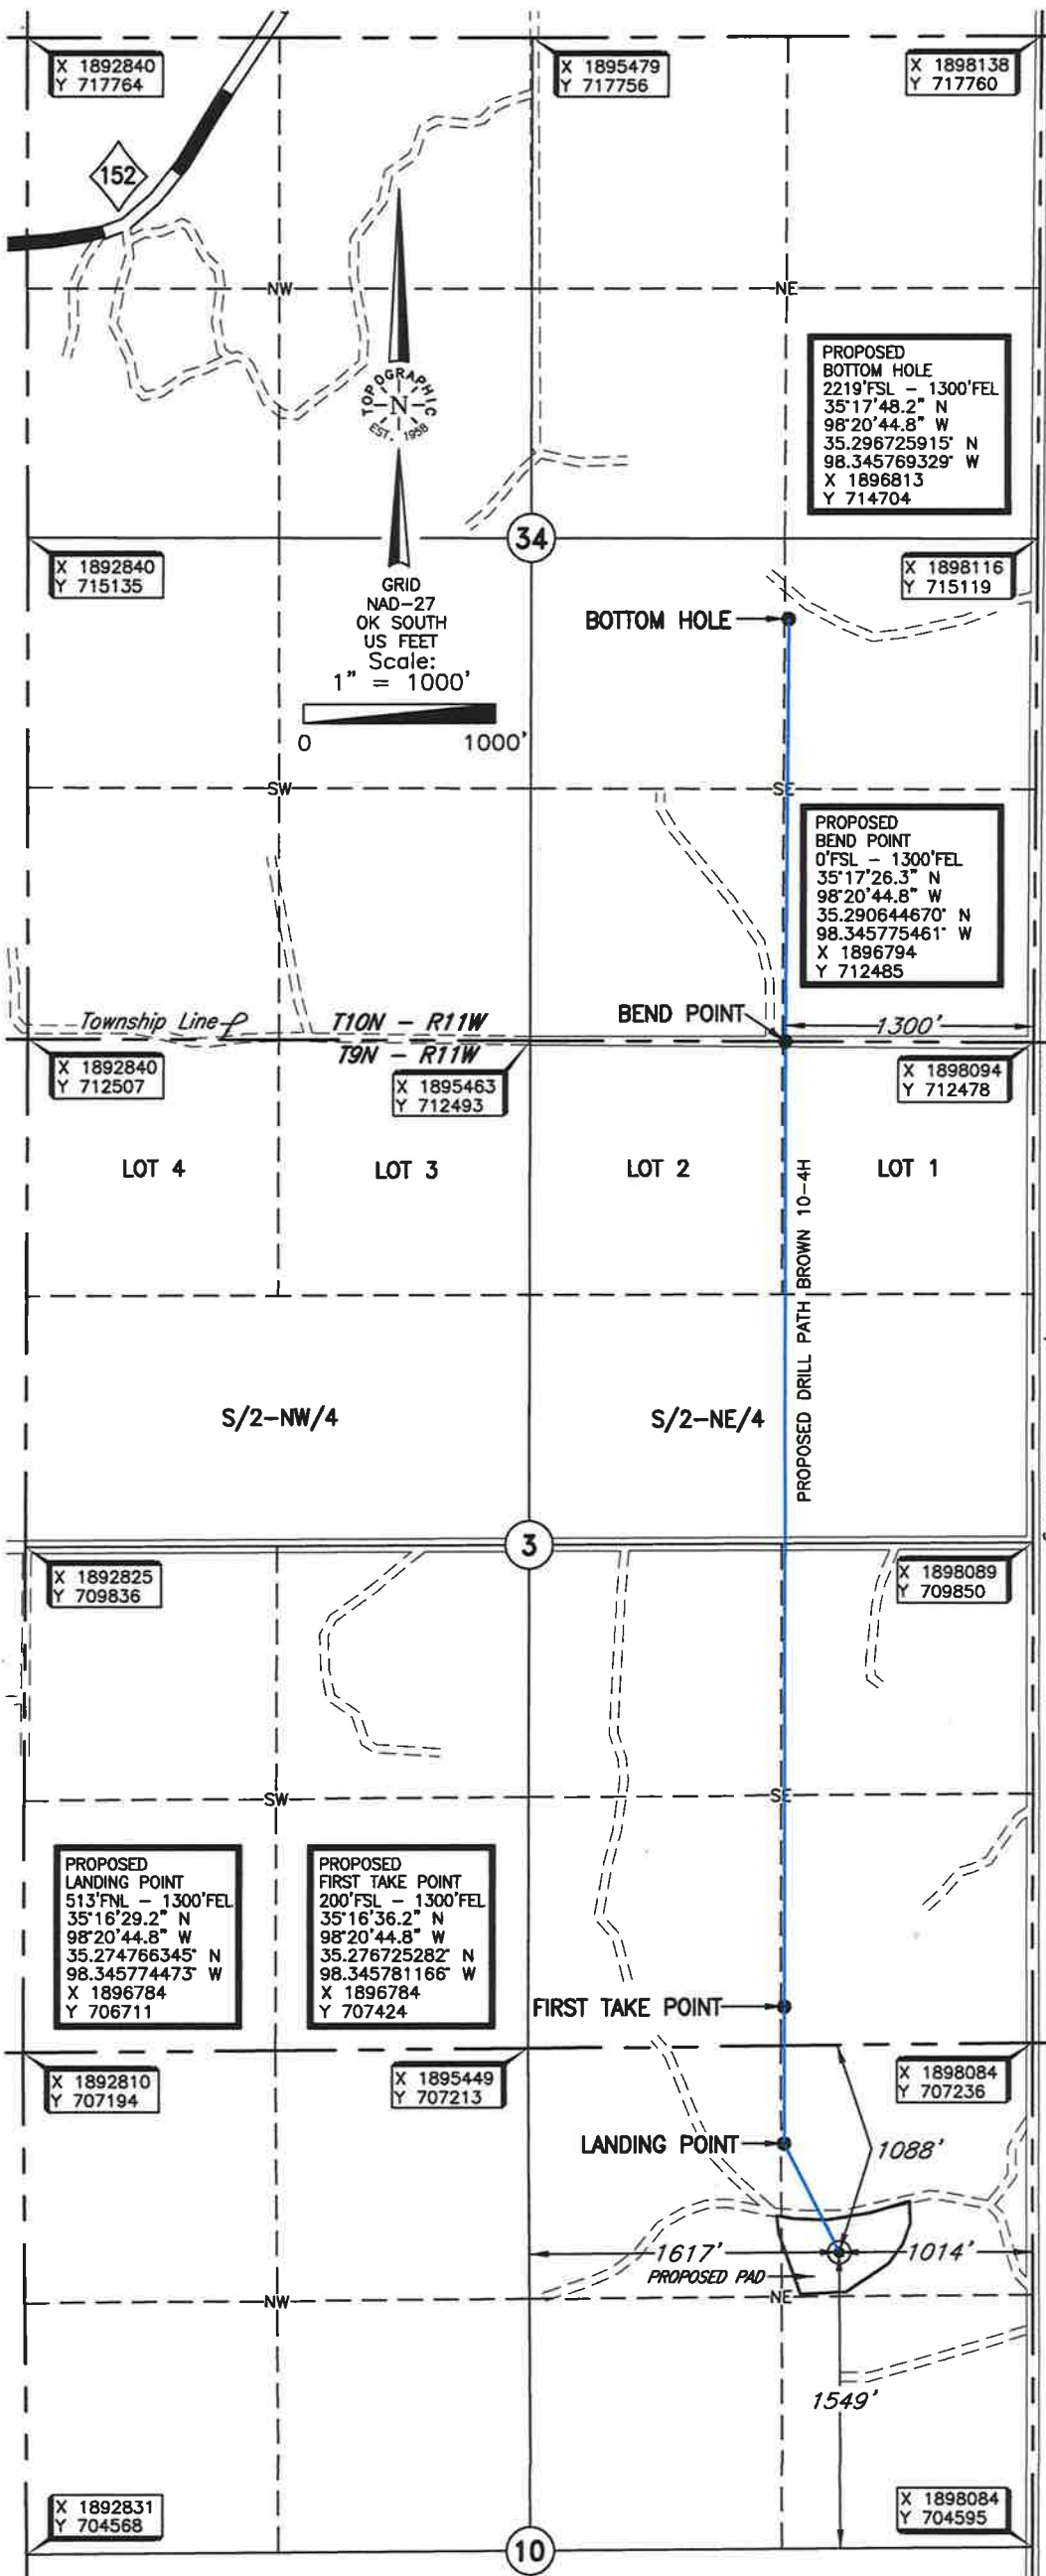 X 1892840
Y 717764
X 1895479
Y 717756
X 1898138
Y 717760
152
NW
NE
TOPOGRAPHIC
N
EST. 1958
PROPOSED
BOTTOM HOLE
2219'FSL - 1300'FEL
35°17'48.2" N
98°20'44.8" W
35.296725915° N
98.345769329° W
X 1896813
Y 714704
34
X 1892840
Y 715135
X 1898116
Y 715119
GRID
NAD-27
OK SOUTH
US FEET
Scale:
1" = 1000'
0 1000'
BOTTOM HOLE
SW
SE
PROPOSED
BEND POINT
0'FSL - 1300'FEL
35°17'26.3" N
98°20'44.8" W
35.290644670° N
98.345775461° W
X 1896794
Y 712485
BEND POINT
1300'
Township Line
T10N - R11W
T9N - R11W
X 1892840
Y 712507
X 1895463
Y 712493
X 1898094
Y 712478
LOT 4
LOT 3
LOT 2
LOT 1
PROPOSED DRILL PATH BROWN 10-4H
S/2-NW/4
S/2-NE/4
3
X 1892825
Y 709836
X 1898089
Y 709850
SW
SE
PROPOSED
LANDING POINT
513'FNL - 1300'FEL
35°16'29.2" N
98°20'44.8" W
35.274766345° N
98.345774473° W
X 1896784
Y 706711
PROPOSED
FIRST TAKE POINT
200'FSL - 1300'FEL
35°16'36.2" N
98°20'44.8" W
35.276725282° N
98.345781166° W
X 1896784
Y 707424
FIRST TAKE POINT
X 1892810
Y 707194
X 1895449
Y 707213
X 1898084
Y 707236
LANDING POINT
1088'
1617'
1014'
PROPOSED PAD
NW
NE
1549'
X 1892831
Y 704568
X 1898084
Y 704595
10